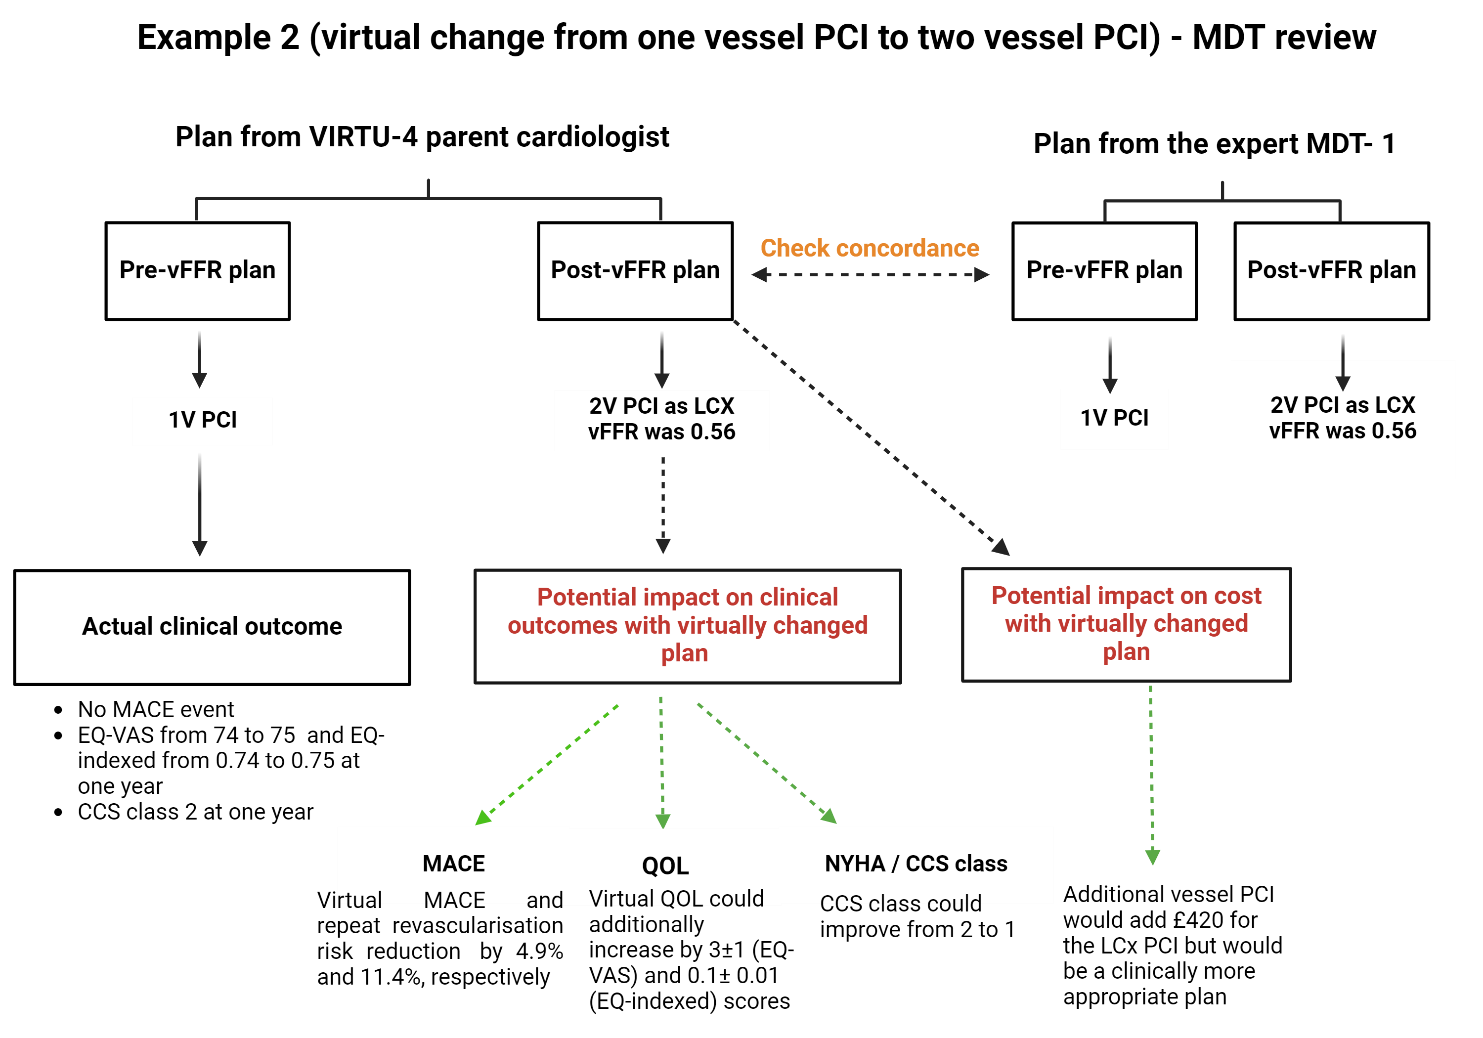 Example 2 (virtual change from one vessel PCI to two vessel PCI) - MDT review
Plan from VIRTU-4 parent cardiologist
Plan from the expert MDT- 1
Pre-vFFR plan
Post-vFFR plan
Check concordance
Pre-vFFR plan
Post-vFFR plan
1V PCI
2V PCI as LCX
vFFR was 0.56
1V PCI
2V PCI as LCX
vFFR was 0.56
Actual clinical outcome
Potential impact on clinical
outcomes with virtually changed
plan
Potential impact on cost
with virtually changed
plan
• No MACE event
• EQ-VAS from 74 to 75 and EQ-
indexed from 0.74 to 0.75 at
one year
• CCS class 2 at one year
MACE
Virtual MACE and
repeat revascularisation
risk reduction by 4.9%
and 11.4%, respectively
QOL
Virtual QOL could
additionally
increase by 3±1 (EQ-
VAS) and 0.1± 0.01
(EQ-indexed) scores
NYHA / CCS class
CCS class could
improve from 2 to 1
Additional vessel PCI
would add £420 for
the LCx PCI but would
be a clinically more
appropriate plan